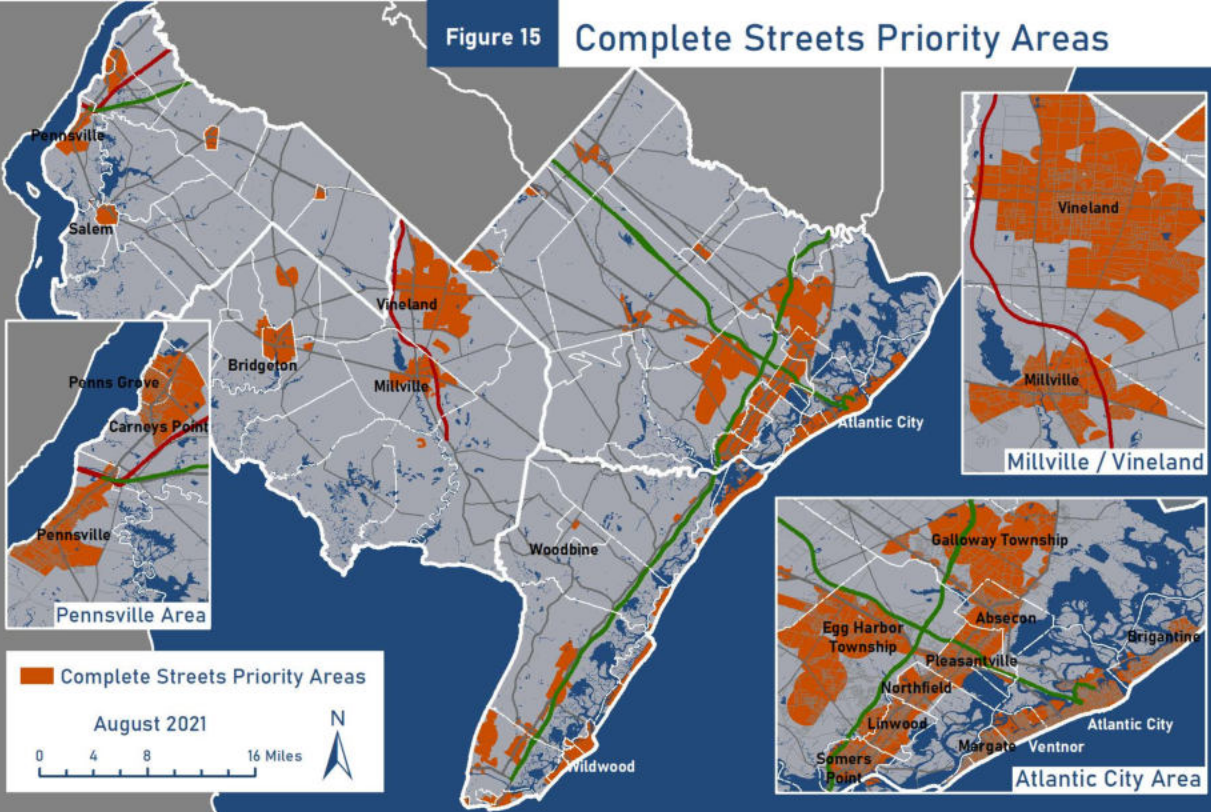 Figure 15
Complete Streets Priority Areas
Pennsville
Salem
Vineland
Bridgeton
Millville
Atlantic City
Woodbine
Wildwood
Penns Grove
Carneys Point
Pennsville
Pennsville Area
Vineland
Millville
Millville / Vineland
Galloway Township
Absecon
Egg Harbor
Township
Brigantine
Pleasantville
Northfield
Linwood
Atlantic City
Margate
Ventnor
Somers
Point
Atlantic City Area
Complete Streets Priority Areas
August 2021
N
0 4 8 16 Miles